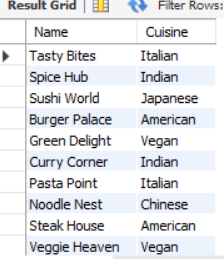 Result Grid Filter Rows:
Name Cuisine
Tasty Bites Italian
Spice Hub Indian
Sushi World Japanese
Burger Palace American
Green Delight Vegan
Curry Corner Indian
Pasta Point Italian
Noodle Nest Chinese
Steak House American
Veggie Heaven Vegan